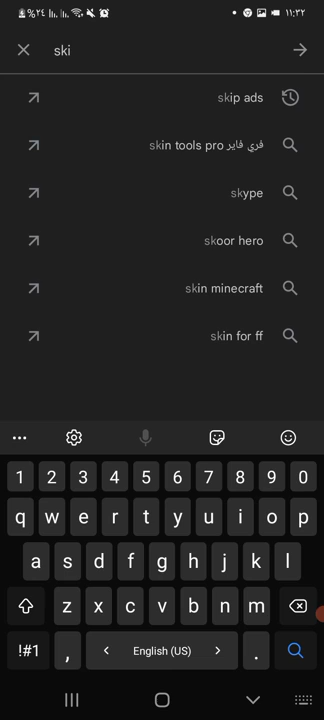 %٢٤ ١١:٣٢
ski
skip ads
skin tools pro فري فاير
skype
skoor hero
skin minecraft
skin for ff
1 2 3 4 5 6 7 8 9 0
q w e r t y u i o p
a s d f g h j k l
z x c v b n m
!#1 , < English (US) > .